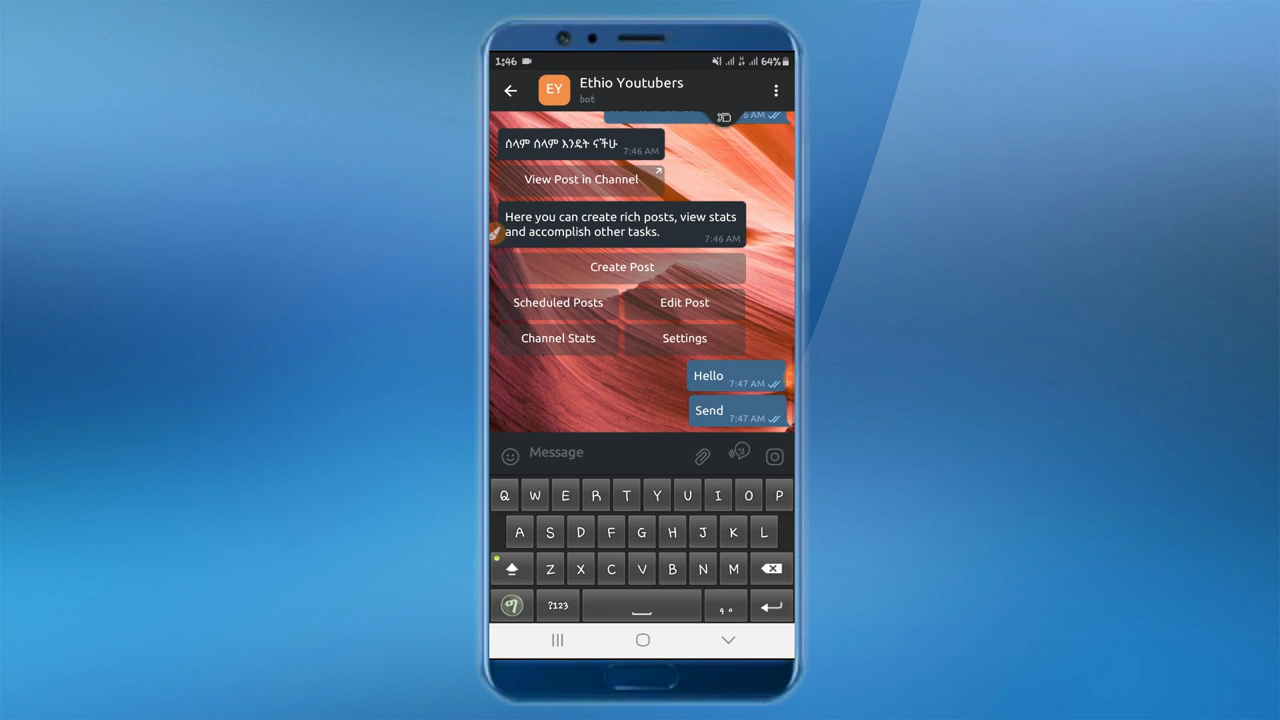 1:46
64%
EY
Ethio Youtubers
bot
6 AM
ሰላም ሰላም እንዴት ናችሁ
7:46 AM
View Post in Channel
Here you can create rich posts, view stats
and accomplish other tasks.
7:46 AM
Create Post
Scheduled Posts
Edit Post
Channel Stats
Settings
Hello
7:47 AM
Send
7:47 AM
Message
Q W E R T Y U I O P
A S D F G H J K L
Z X C V B N M
?123